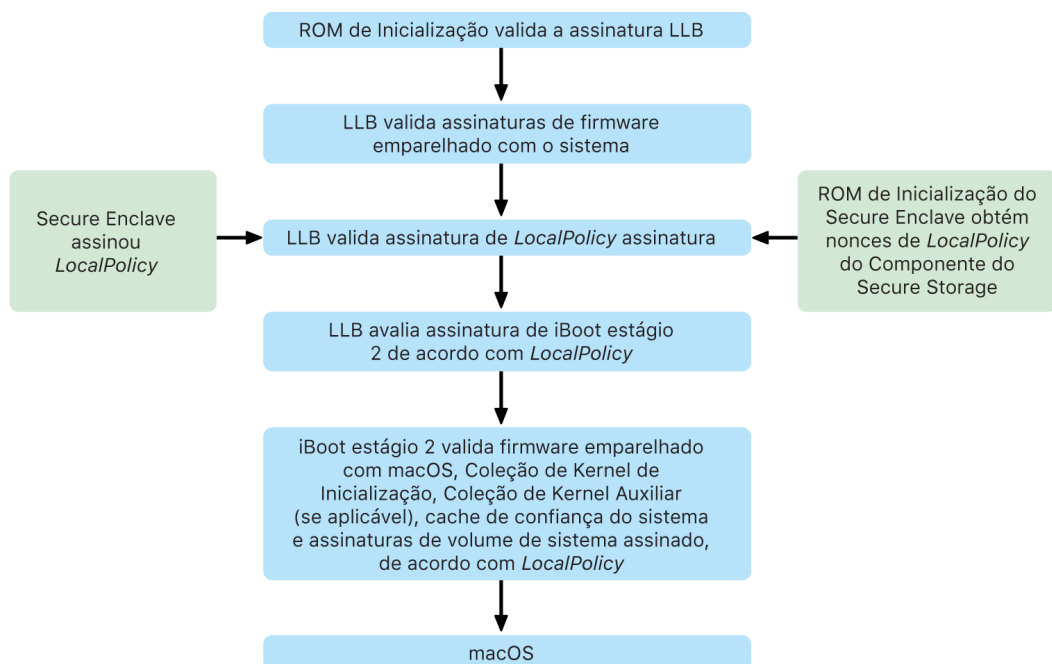 ROM de Inicialização valida a assinatura LLB
LLB valida assinaturas de firmware
emparelhado com o sistema
Secure Enclave
assinou
LocalPolicy
LLB valida assinatura de LocalPolicy assinatura
ROM de Inicialização do
Secure Enclave obtém
nonces de LocalPolicy
do Componente do
Secure Storage
LLB avalia assinatura de iBoot estágio
2 de acordo com LocalPolicy
iBoot estágio 2 valida firmware emparelhado
com macOS, Coleção de Kernel de
Inicialização, Coleção de Kernel Auxiliar
(se aplicável), cache de confiança do sistema
e assinaturas de volume de sistema assinado,
de acordo com LocalPolicy
macOS